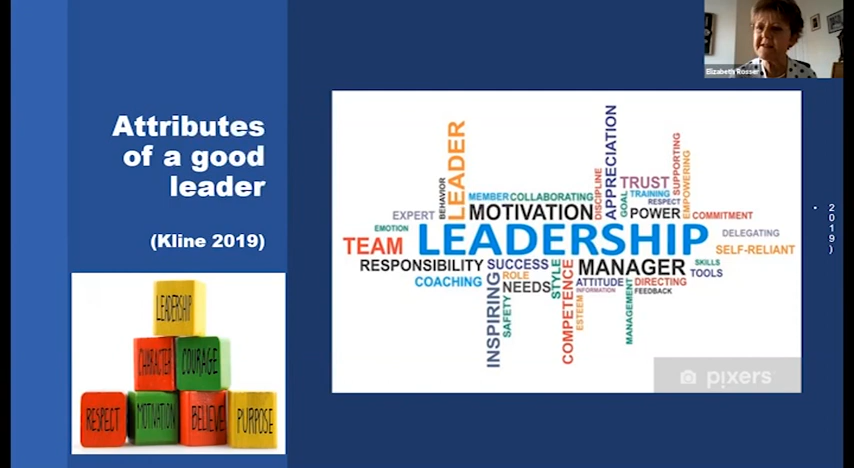 Elizabeth Rosser
Attributes
of a good
leader
(Kline 2019)
LEADERSHIP
CHARACTER COURAGE
RESPECT MOTIVATION BELIEVE PURPOSE
LEADER
BEHAVIOR
MEMBER COLLABORATING
DISCIPLINE
APPRECIATION
GOAL
TRUST
TRAINING
RESPECT
SUPPORTING
EMPOWERING
EXPERT
MOTIVATION
POWER
COMMITMENT
EMOTION
TEAM
LEADERSHIP
DELEGATING
SELF-RELIANT
RESPONSIBILITY
SUCCESS
STYLE
MANAGER
SKILLS
TOOLS
COACHING
INSPIRING
SAFETY
ROLE
NEEDS
COMPETENCE
ESTEEM
ATTITUDE
INFORMATION
MANAGEMENT
DIRECTING
FEEDBACK
pixers
• 2019)